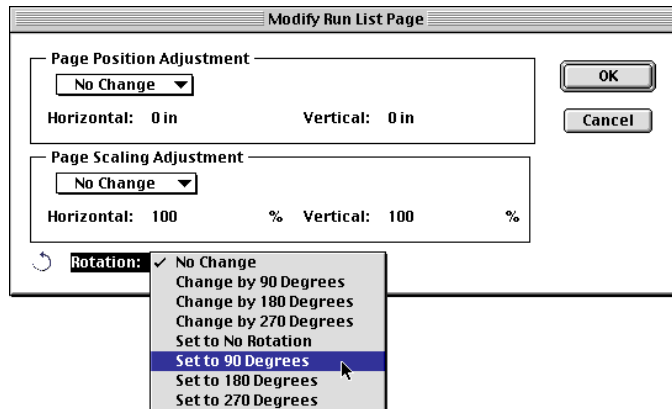 Modify Run List Page
Page Position Adjustment
No Change
OK
Horizontal: 0 in Vertical: 0 in
Cancel
Page Scaling Adjustment
No Change
Horizontal: 100 % Vertical: 100 %
Rotation: ✓ No Change
Change by 90 Degrees
Change by 180 Degrees
Change by 270 Degrees
Set to No Rotation
Set to 90 Degrees
Set to 180 Degrees
Set to 270 Degrees